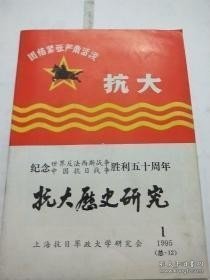 团结紧张严肃活泼
抗大
纪念世界反法西斯战争中国抗日战争胜利五十周年
抗大歷史研究
1
1995
(总-12)
上海抗日军政大学研究会